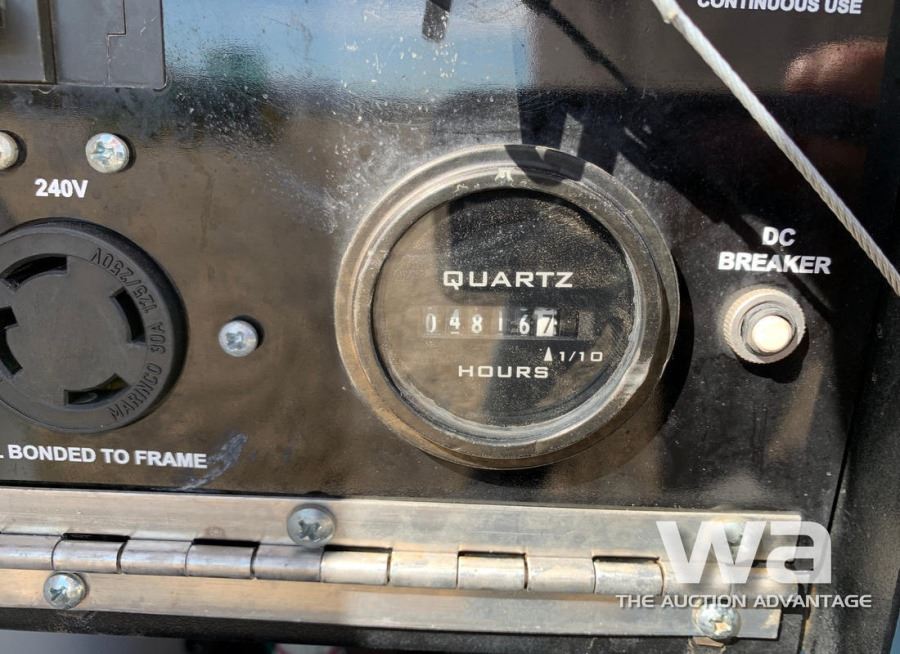 CONTINUOUS USE
240V
MARINCO 30A 125/250V
DC
BREAKER
QUARTZ
048167
1/10
HOURS
BONDED TO FRAME
wa
THE AUCTION ADVANTAGE